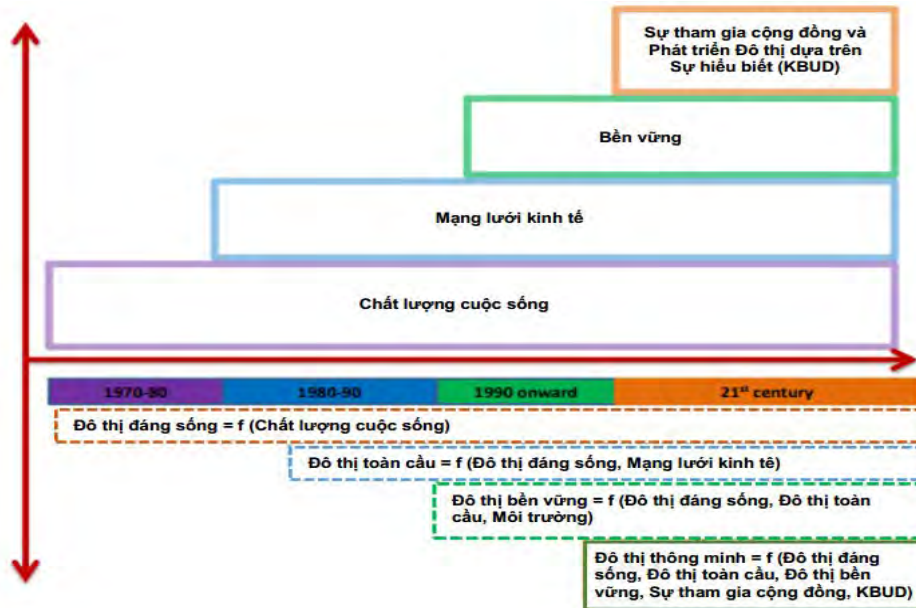 Sự tham gia cộng đồng và
Phát triển Đô thị dựa trên
Sự hiểu biết (KBUD)
Bền vững
Mạng lưới kinh tế
Chất lượng cuộc sống
1970-80
1980-90
1990 onward
21st century
Đô thị đáng sống = f (Chất lượng cuộc sống)
Đô thị toàn cầu = f (Đô thị đáng sống, Mạng lưới kinh tế)
Đô thị bền vững = f (Đô thị đáng sống, Đô thị toàn
cầu, Môi trường)
Đô thị thông minh = f (Đô thị đáng
sống, Đô thị toàn cầu, Đô thị bền
vững, Sự tham gia cộng đồng, KBUD)